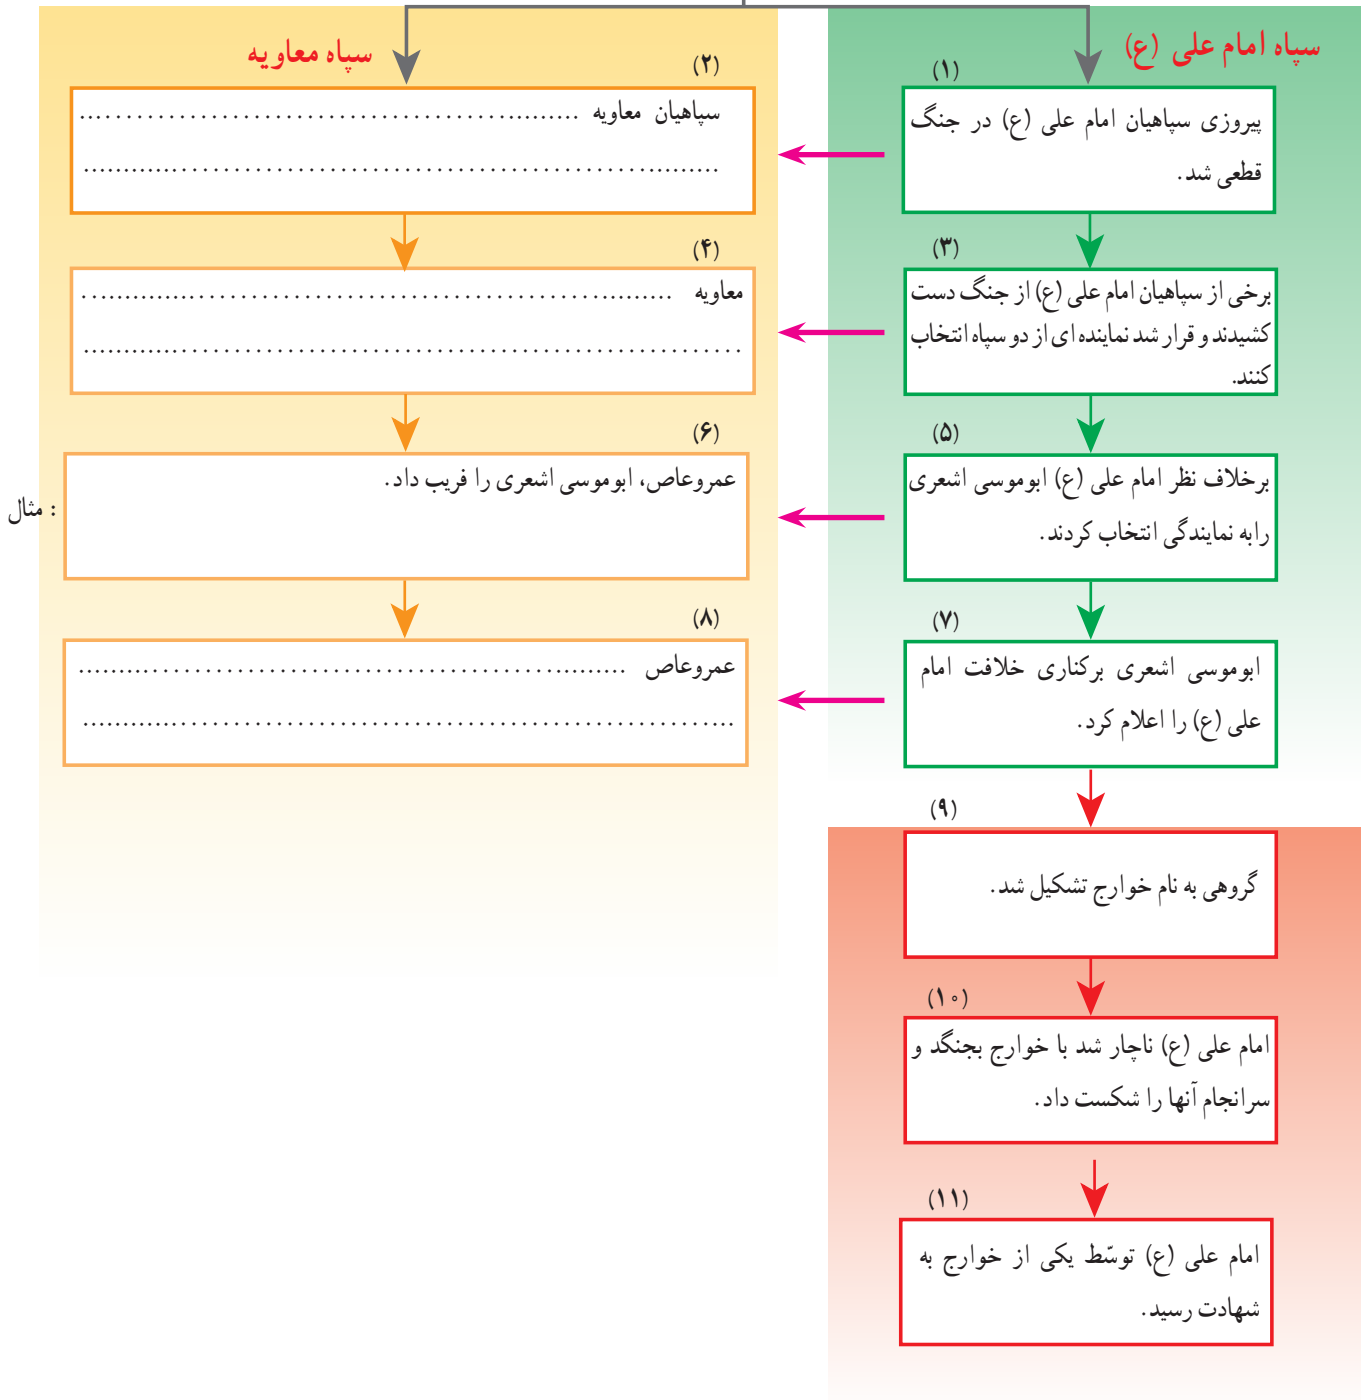 سپاه امام علی (ع)
سپاه معاویه
(۱)
پیروزی سپاهیان امام علی (ع) در جنگ
قطعی شد.
(۲)
سپاهیان معاویه ................................................
................................................................
(۳)
برخی از سپاهیان امام علی (ع) از جنگ دست
کشیدند و قرار شد نماینده ای از دو سپاه انتخاب
کنند.
(۴)
معاویه ................................................
................................................................
(۵)
برخلاف نظر امام علی (ع) ابوموسی اشعری
رابه نمایندگی انتخاب کردند.
(۶)
عمروعاص، ابوموسی اشعری را فریب داد.
مثال :
(۷)
ابوموسی اشعری برکناری خلافت امام
علی (ع) را اعلام کرد.
(۸)
عمروعاص ................................................
................................................................
(۹)
گروهی به نام خوارج تشکیل شد.
(۱۰)
امام علی (ع) ناچار شد با خوارج بجنگد و
سرانجام آنها را شکست داد.
(۱۱)
امام علی (ع) توسّط یکی از خوارج به
شهادت رسید.